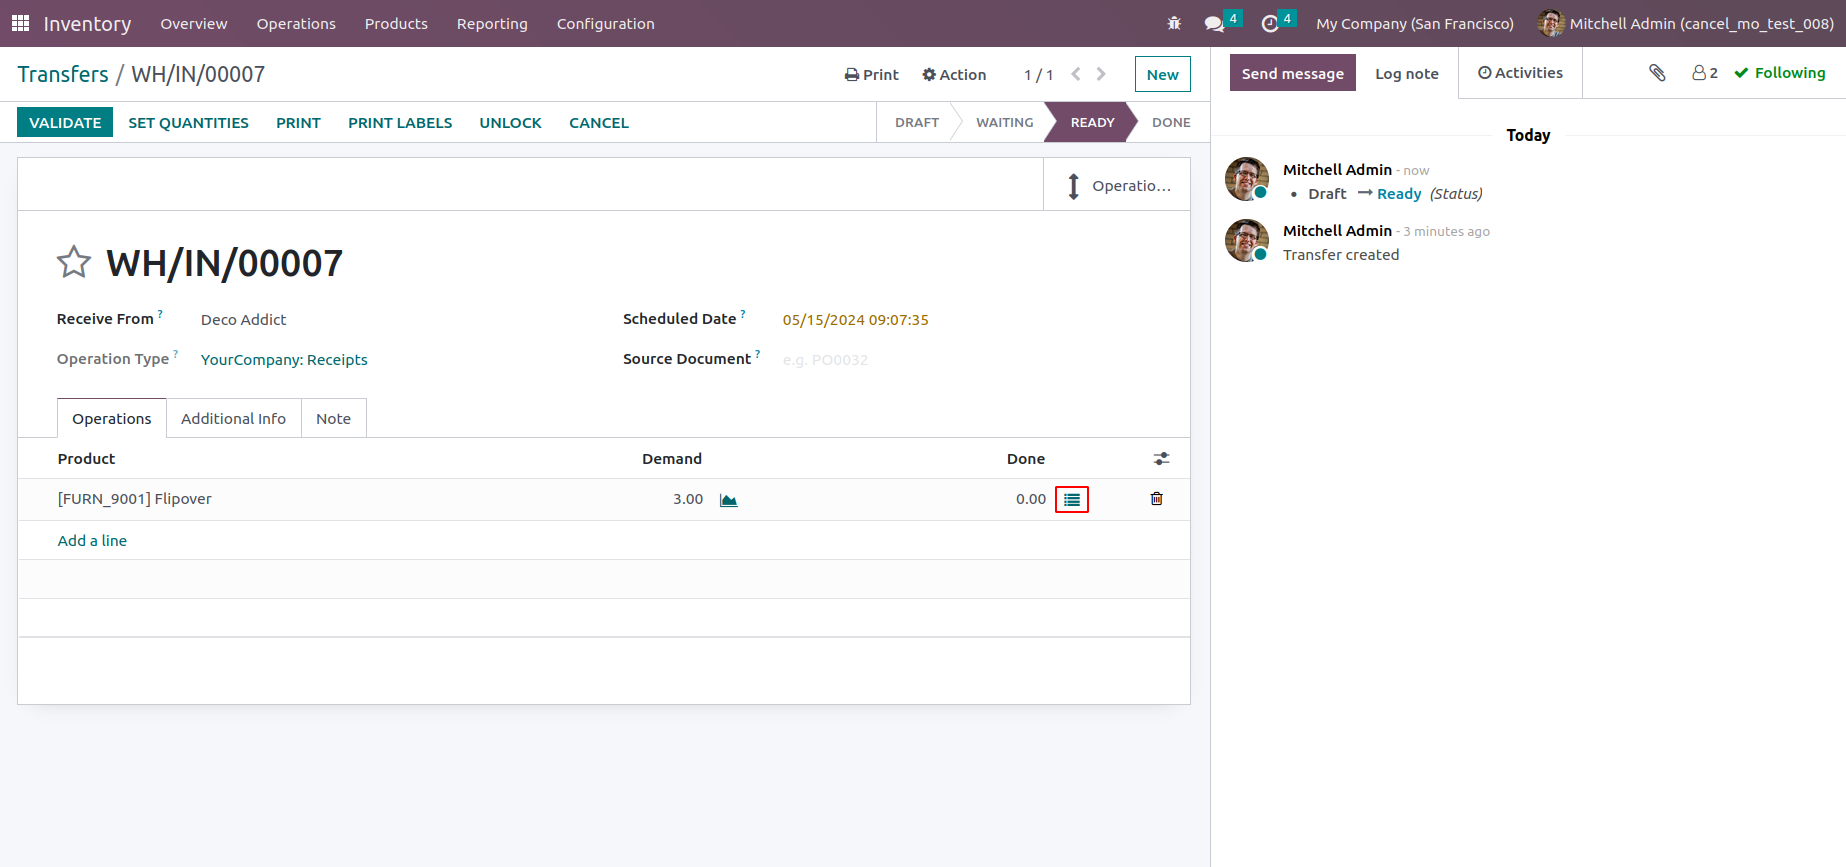 Inventory Overview Operations Products Reporting Configuration 4 4 My Company (San Francisco) Mitchell Admin (cancel_mo_test_008)
Transfers / WH/IN/00007 Print Action 1 / 1 New
Send message Log note Activities 2 Following
VALIDATE SET QUANTITIES PRINT PRINT LABELS UNLOCK CANCEL DRAFT WAITING READY DONE
Operatio...
WH/IN/00007
Receive From ? Deco Addict Scheduled Date ? 05/15/2024 09:07:35
Operation Type ? YourCompany: Receipts Source Document ? e.g. PO0032
Operations Additional Info Note
Product Demand Done
[FURN_9001] Flipover 3.00 0.00
Add a line
Today
Mitchell Admin - now
• Draft → Ready (Status)
Mitchell Admin - 3 minutes ago
Transfer created